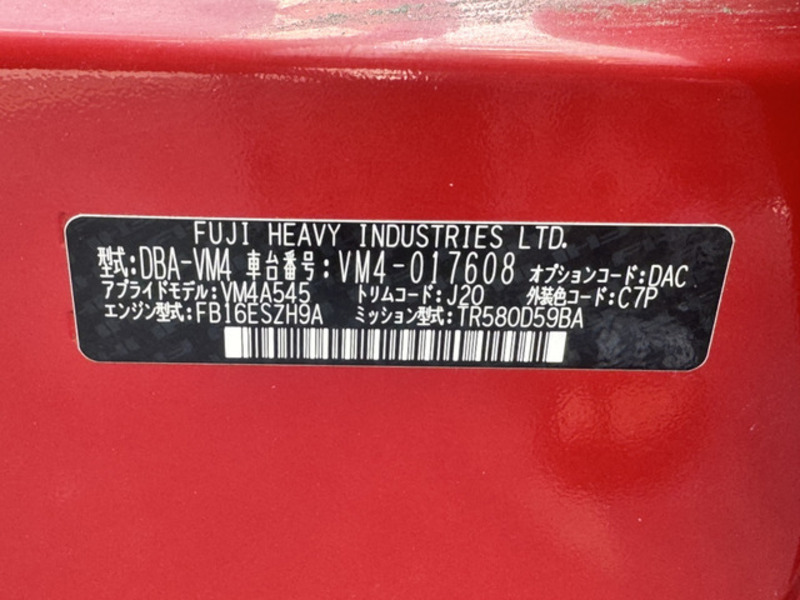 FUJI HEAVY INDUSTRIES LTD.
型式:DBA-VM4 車台番号:VM4-017608 オプションコード:DAC
アプライドモデル:VM4A545 トリムコード:J20 外装色コード:C7P
エンジン型式:FB16ESZH9A ミッション型式:TR580D59BA